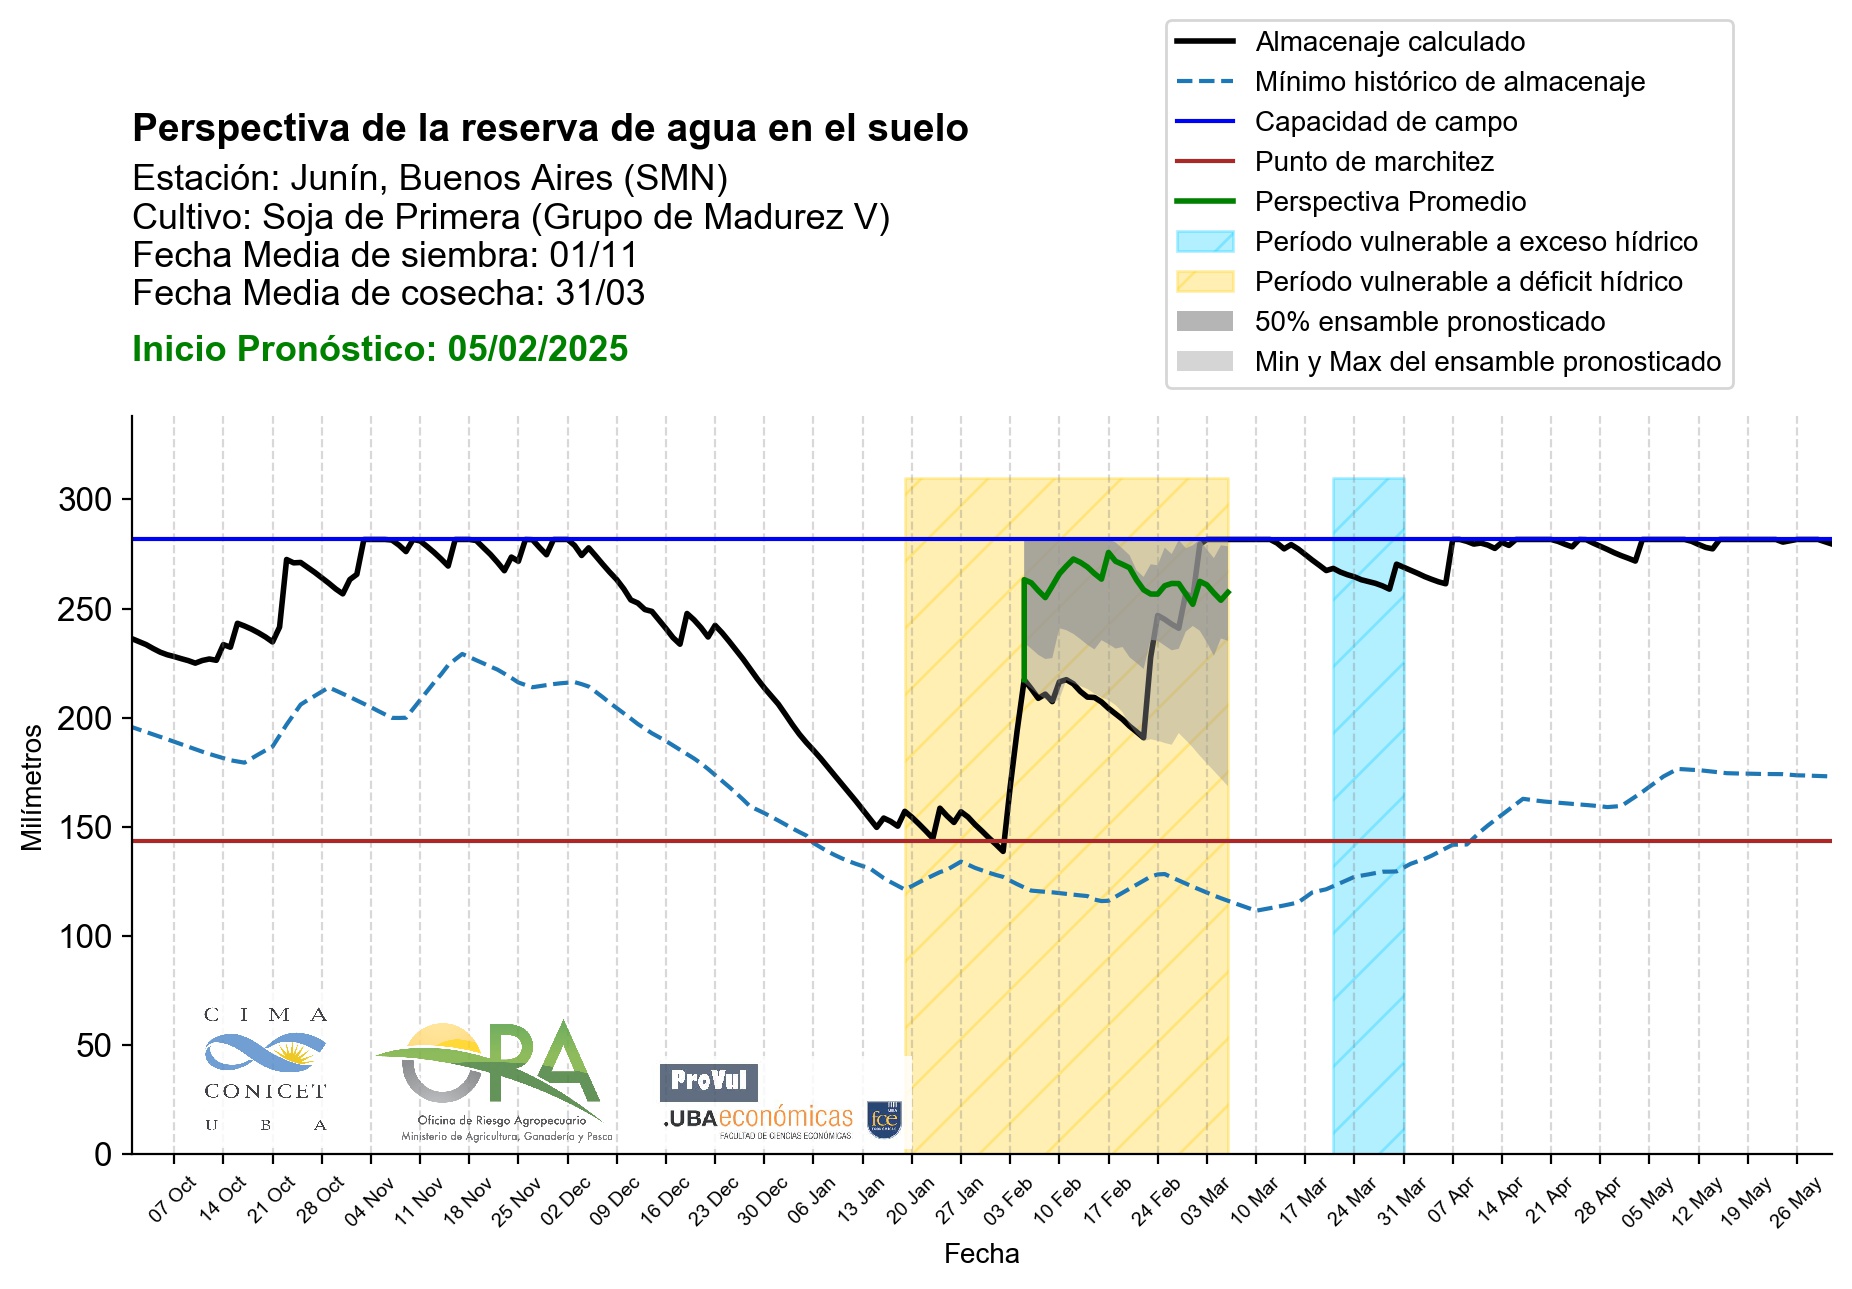 Almacenaje calculado
Mínimo histórico de almacenaje
Capacidad de campo
Punto de marchitez
Perspectiva Promedio
Período vulnerable a exceso hídrico
Período vulnerable a déficit hídrico
50% ensamble pronosticado
Min y Max del ensamble pronosticado
Perspectiva de la reserva de agua en el suelo
Estación: Junín, Buenos Aires (SMN)
Cultivo: Soja de Primera (Grupo de Madurez V)
Fecha Media de siembra: 01/11
Fecha Media de cosecha: 31/03
Inicio Pronóstico: 05/02/2025
Milímetros
300
250
200
150
100
50
0
CIMA
CONICET
UBA
ORA
Oficina de Riesgo Agropecuario
Ministerio de Agricultura, Ganadería y Pesca
ProVul
.UBAeconómicas
FACULTAD DE CIENCIAS ECONÓMICAS
fce
07 Oct
14 Oct
21 Oct
28 Oct
04 Nov
11 Nov
18 Nov
25 Nov
02 Dec
09 Dec
16 Dec
23 Dec
30 Dec
06 Jan
13 Jan
20 Jan
27 Jan
03 Feb
10 Feb
17 Feb
24 Feb
03 Mar
10 Mar
17 Mar
24 Mar
31 Mar
07 Apr
14 Apr
21 Apr
28 Apr
05 May
12 May
19 May
26 May
Fecha